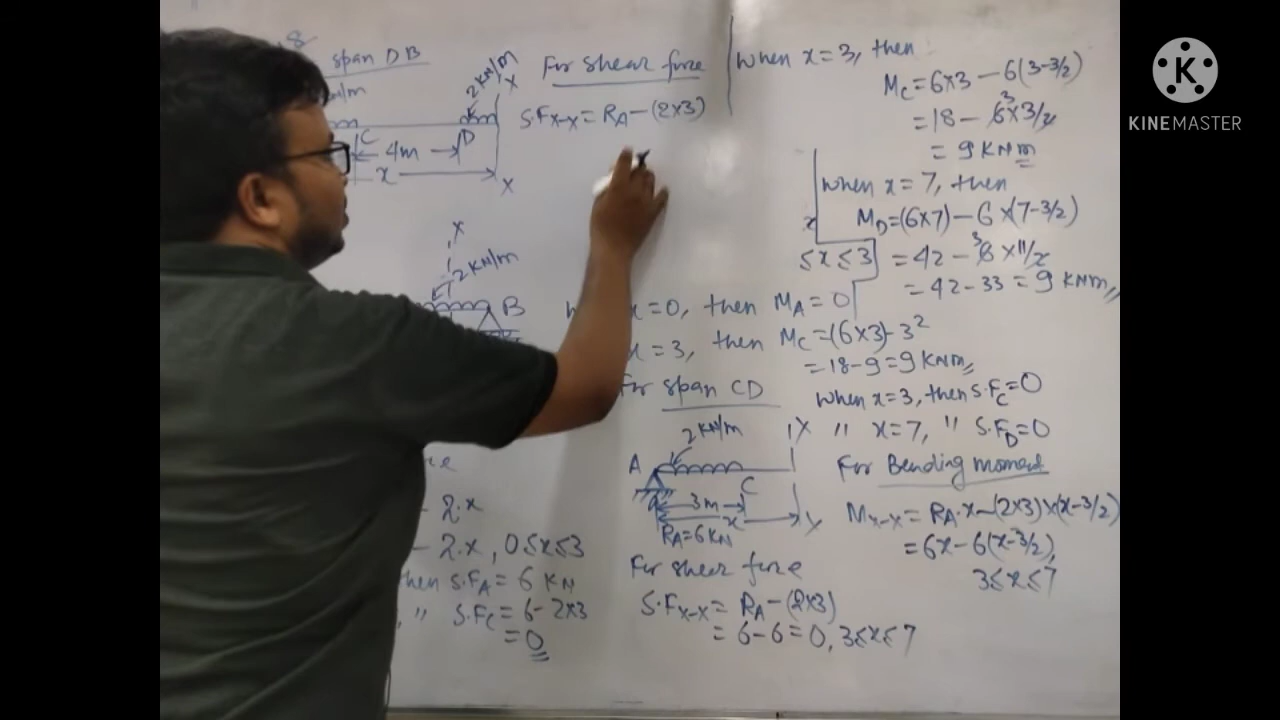 span DB
KN/m
2 KN/m
X
C
D
4m
x
X
For shear force
S.Fx-x = RA - (2×3)
X
2 KN/m
B
2.x
- 2.x, 0≤x≤3
then S.FA = 6 KN
,, S.FC = 6 - 2×3
= 0
When x=3, then
MC = 6×3 - 6(3-3/2)
= 18 - 6³×3/2
= 9 KNm
When x=7, then
MD = (6×7) - 6×(7-3/2)
= 42 - 6³×11/2
= 42 - 33 = 9 KNm,,
≤x≤3
x=0, then MA = 0
x=3, then MC = (6×3) - 3²
= 18-9 = 9 KNm,,
For span CD
2 KN/m
X
A
C
3m
x
X
RA = 6 KN
For shear force
S.Fx-x = RA - (2×3)
= 6-6 = 0, 3≤x≤7
When x=3, then S.FC = 0
,, x=7, ,, S.FD = 0
For Bending moment
Mx-x = RA.x - (2×3)×(x-3/2)
= 6x - 6(x-3/2),
3≤x≤7
K
KINEMASTER